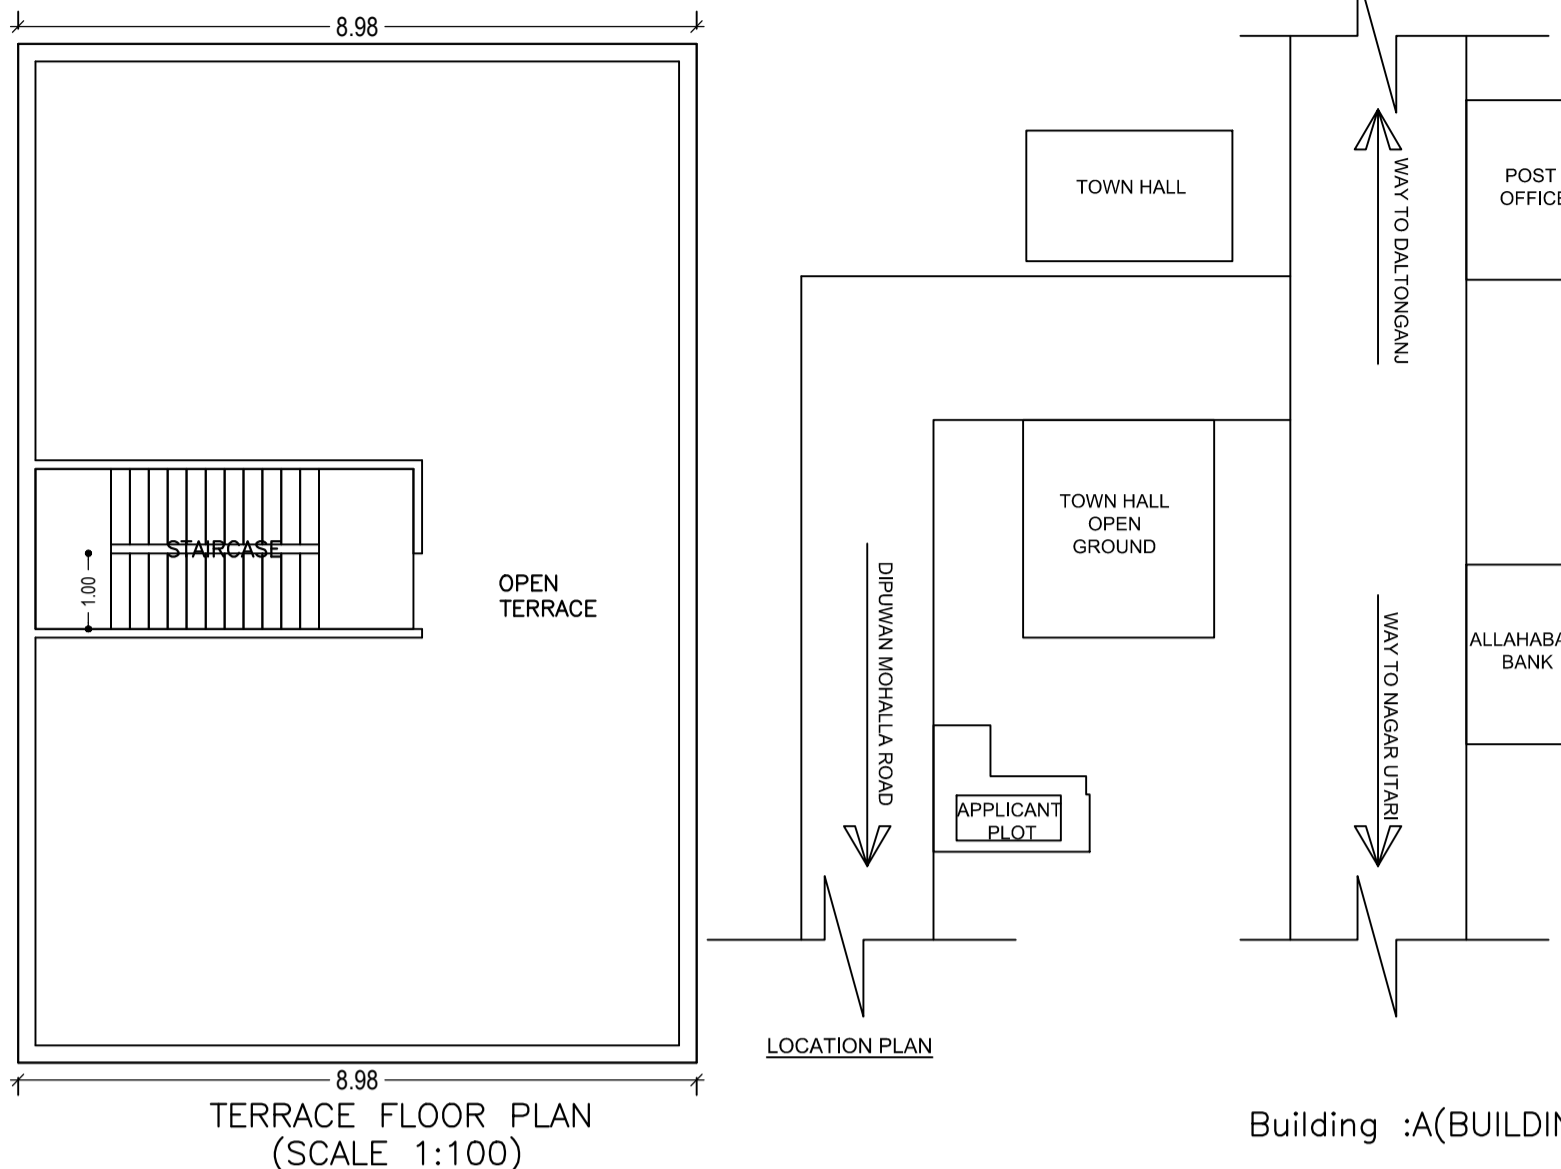 8.98
STAIRCASE
1.00
OPEN
TERRACE
8.98
TERRACE FLOOR PLAN
(SCALE 1:100)
TOWN HALL
WAY TO DALTONGANJ
POST
OFFICE
TOWN HALL
OPEN
GROUND
DIPUWAN MOHALLA ROAD
WAY TO NAGAR UTARI
ALLAHABA
BANK
APPLICANT
PLOT
LOCATION PLAN
Building :A(BUILDIN